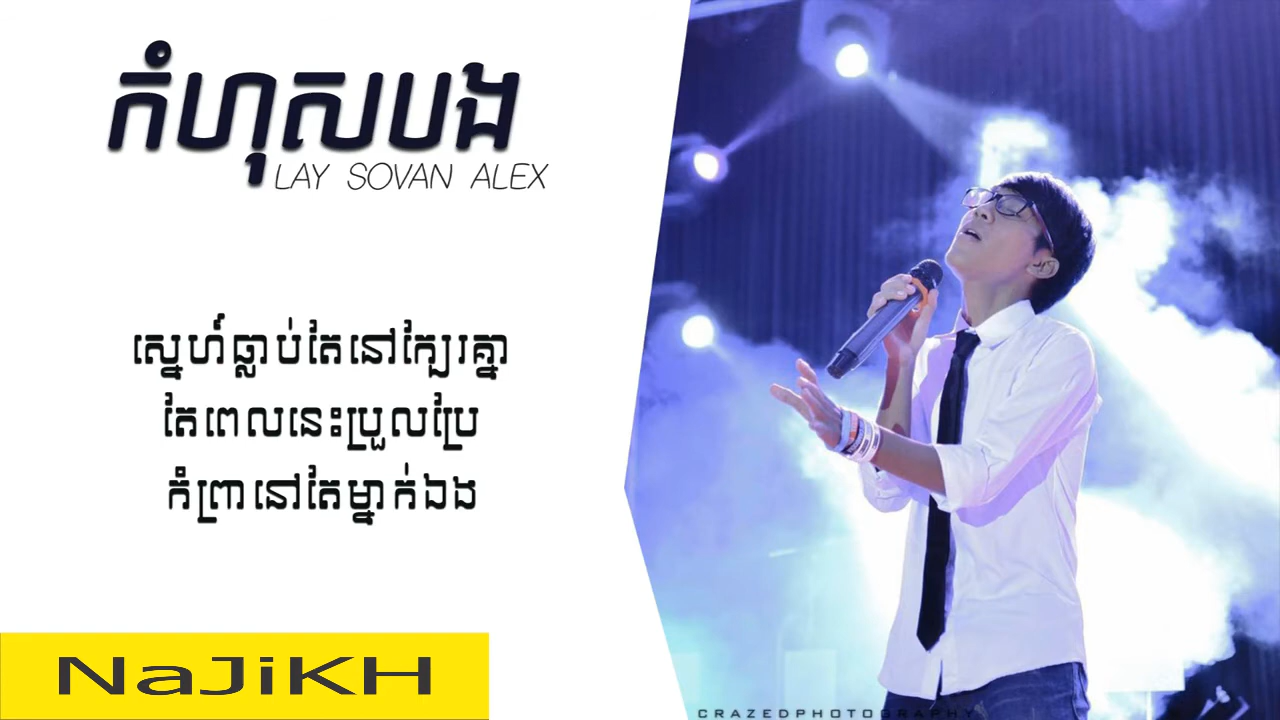 កំហុសបង
LAY SOVAN ALEX
ស្នេហ៍ធ្លាប់តែនៅក្បែរគ្នា
តែពេលនេះប្រួលប្រែ
កំព្រានៅតែម្នាក់ឯង
NaJiKH
CRAZEDPHOTOGRAPHY